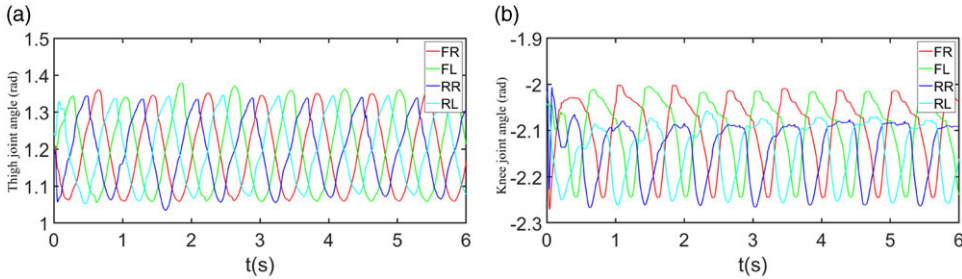 (a)
1.5
1.4
1.3
1.2
1.1
1
Thigh joint angle (rad)
0 1 2 3 4 5 6
t(s)
FR
FL
RR
RL
(b)
-1.9
-2
-2.1
-2.2
-2.3
Knee joint angle (rad)
0 1 2 3 4 5 6
t(s)
FR
FL
RR
RL